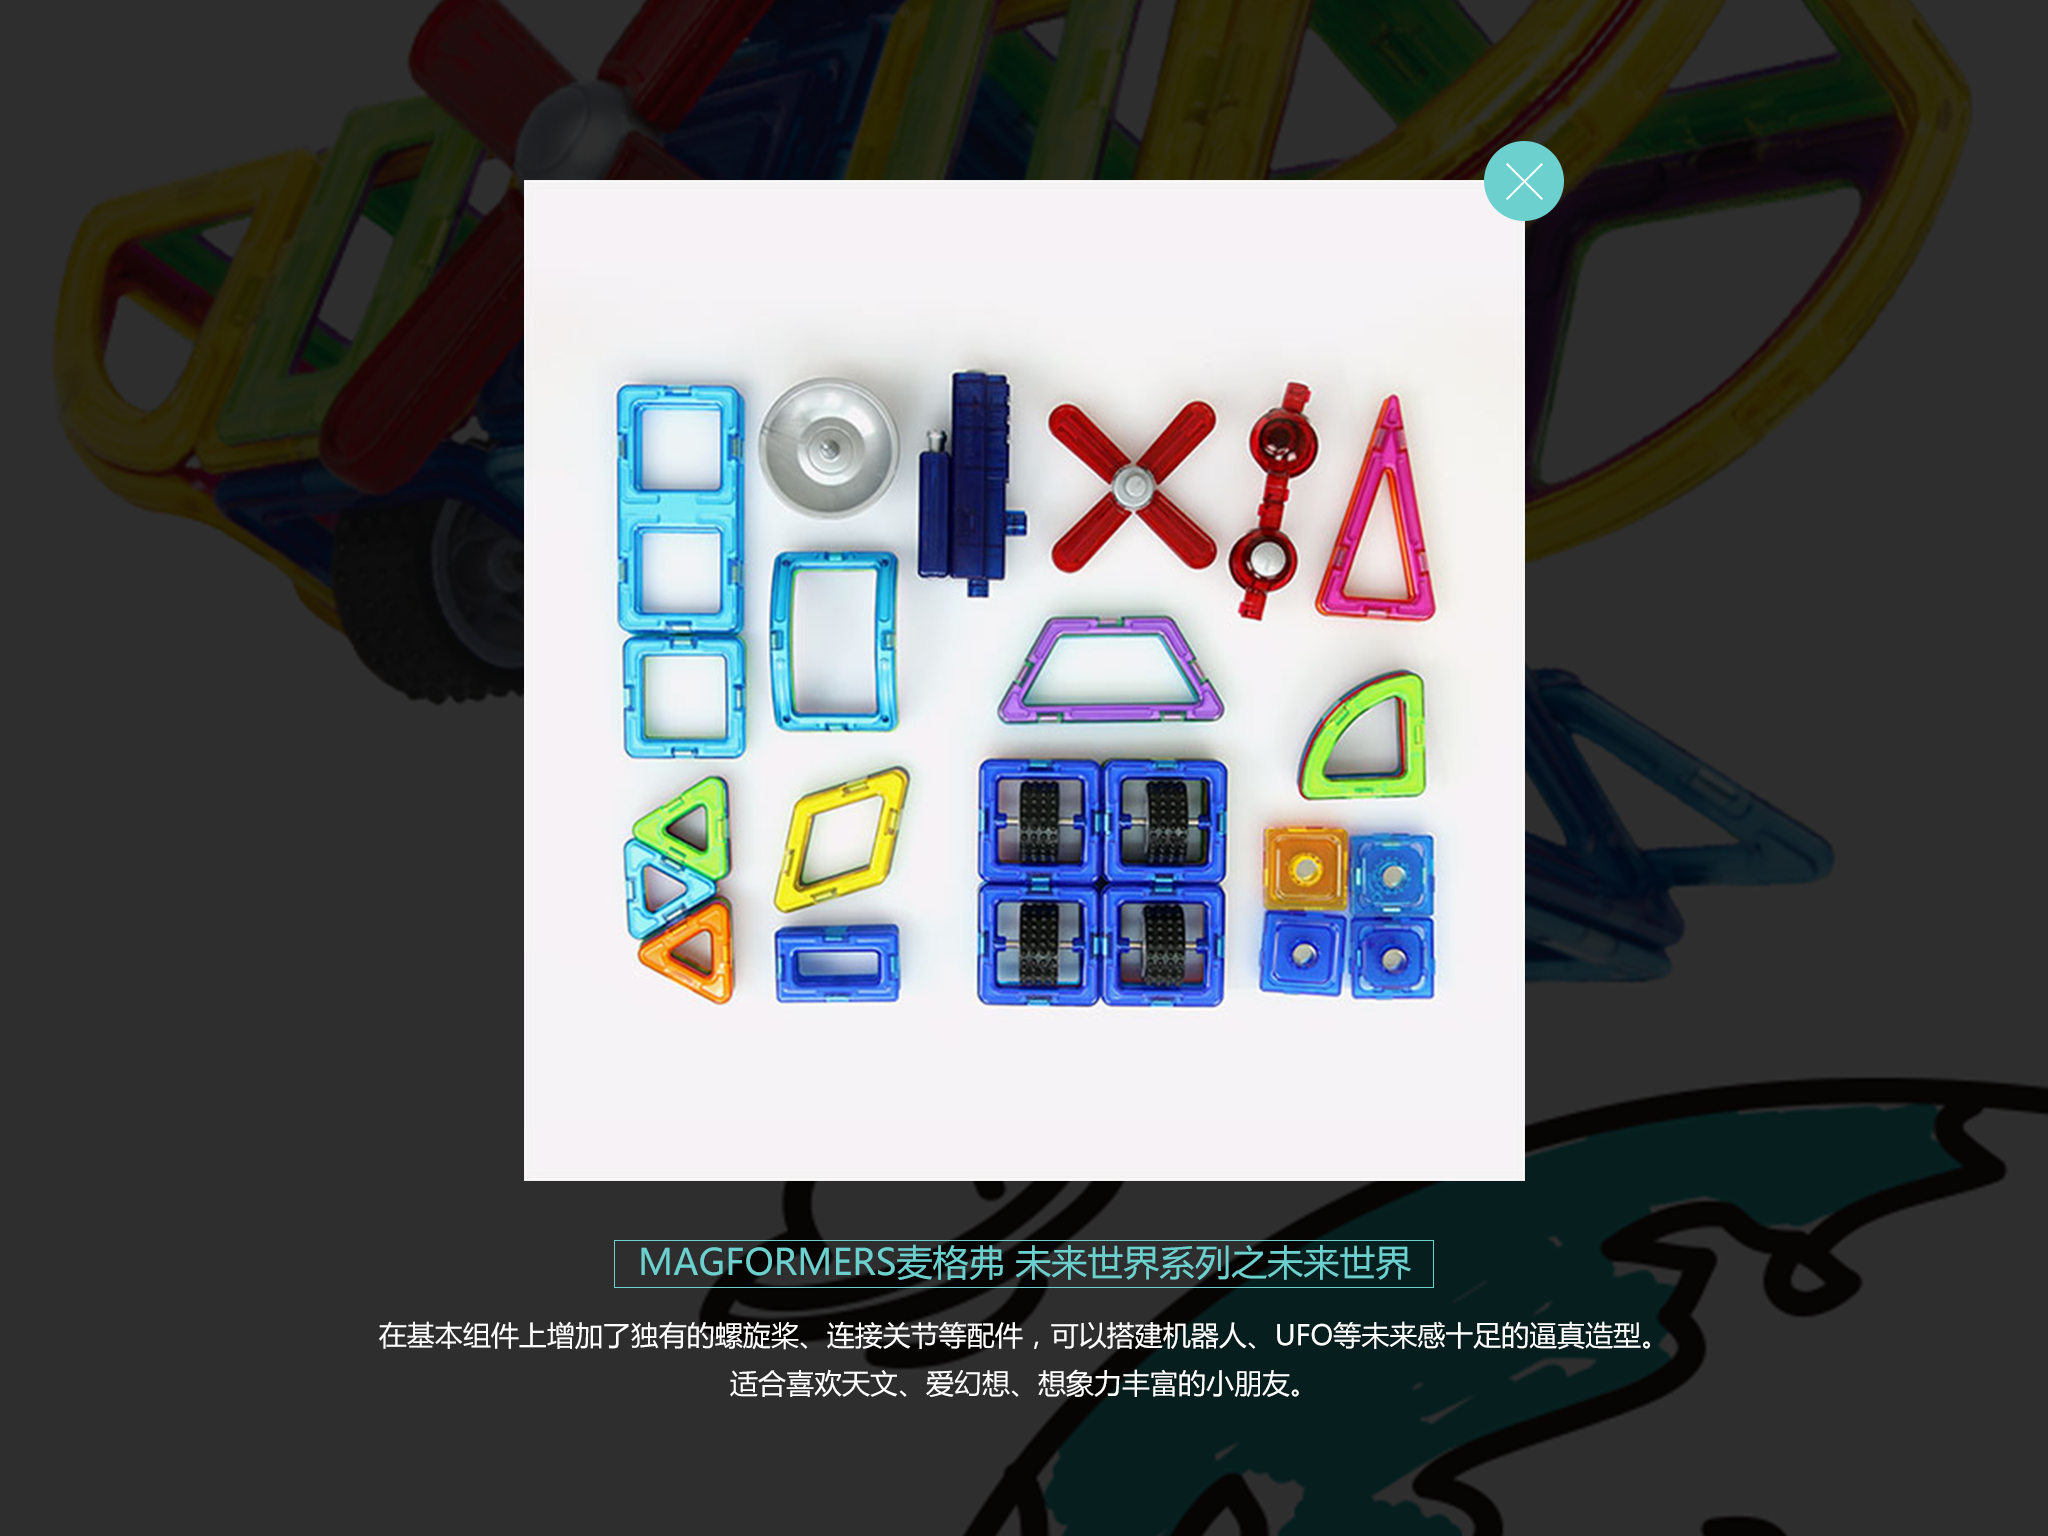 MAGFORMERS麦格弗 未来世界系列之未来世界
在基本组件上增加了独有的螺旋桨、连接关节等配件，可以搭建机器人、UFO等未来感十足的逼真造型。
适合喜欢天文、爱幻想、想象力丰富的小朋友。